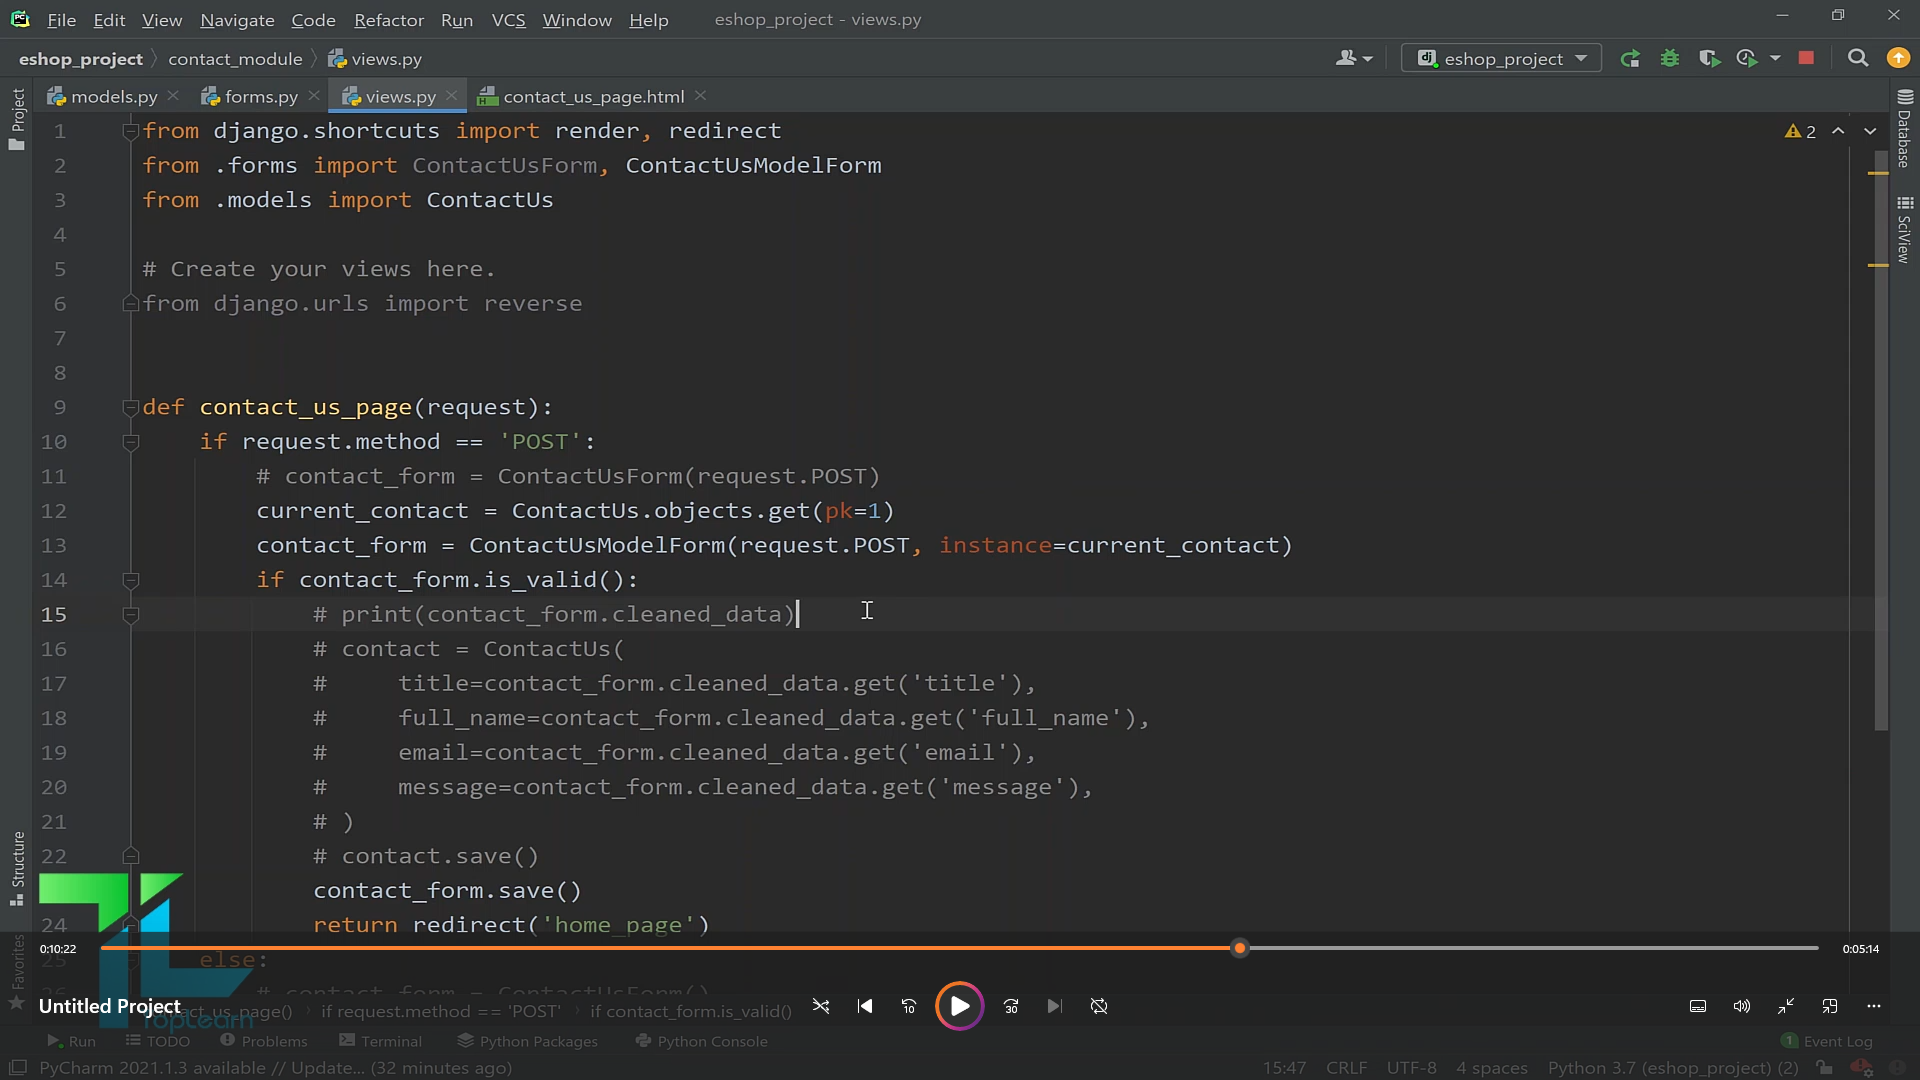 File Edit View Navigate Code Refactor Run VCS Window Help eshop_project - views.py
eshop_project contact_module views.py eshop_project
models.py forms.py views.py contact_us_page.html
Project
Database
SciView
Structure
Favorites
2
1 from django.shortcuts import render, redirect
2 from .forms import ContactUsForm, ContactUsModelForm
3 from .models import ContactUs
4
5 # Create your views here.
6 from django.urls import reverse
7
8
9 def contact_us_page(request):
10 if request.method == 'POST':
11 # contact_form = ContactUsForm(request.POST)
12 current_contact = ContactUs.objects.get(pk=1)
13 contact_form = ContactUsModelForm(request.POST, instance=current_contact)
14 if contact_form.is_valid():
15 # print(contact_form.cleaned_data)
16 # contact = ContactUs(
17 # title=contact_form.cleaned_data.get('title'),
18 # full_name=contact_form.cleaned_data.get('full_name'),
19 # email=contact_form.cleaned_data.get('email'),
20 # message=contact_form.cleaned_data.get('message'),
21 # )
22 # contact.save()
contact_form.save()
24 return redirect('home_page')
0:10:22 0:05:14
25 else:
26 # contact_form = ContactUsForm()
Untitled Project
ct_us_page() if request.method == 'POST' if contact_form.is_valid()
10 30
TopLearn
Run TODO Problems Terminal Python Packages Python Console 1 Event Log
PyCharm 2021.1.3 available // Update... (32 minutes ago) 15:47 CRLF UTF-8 4 spaces Python 3.7 (eshop_project) (2)